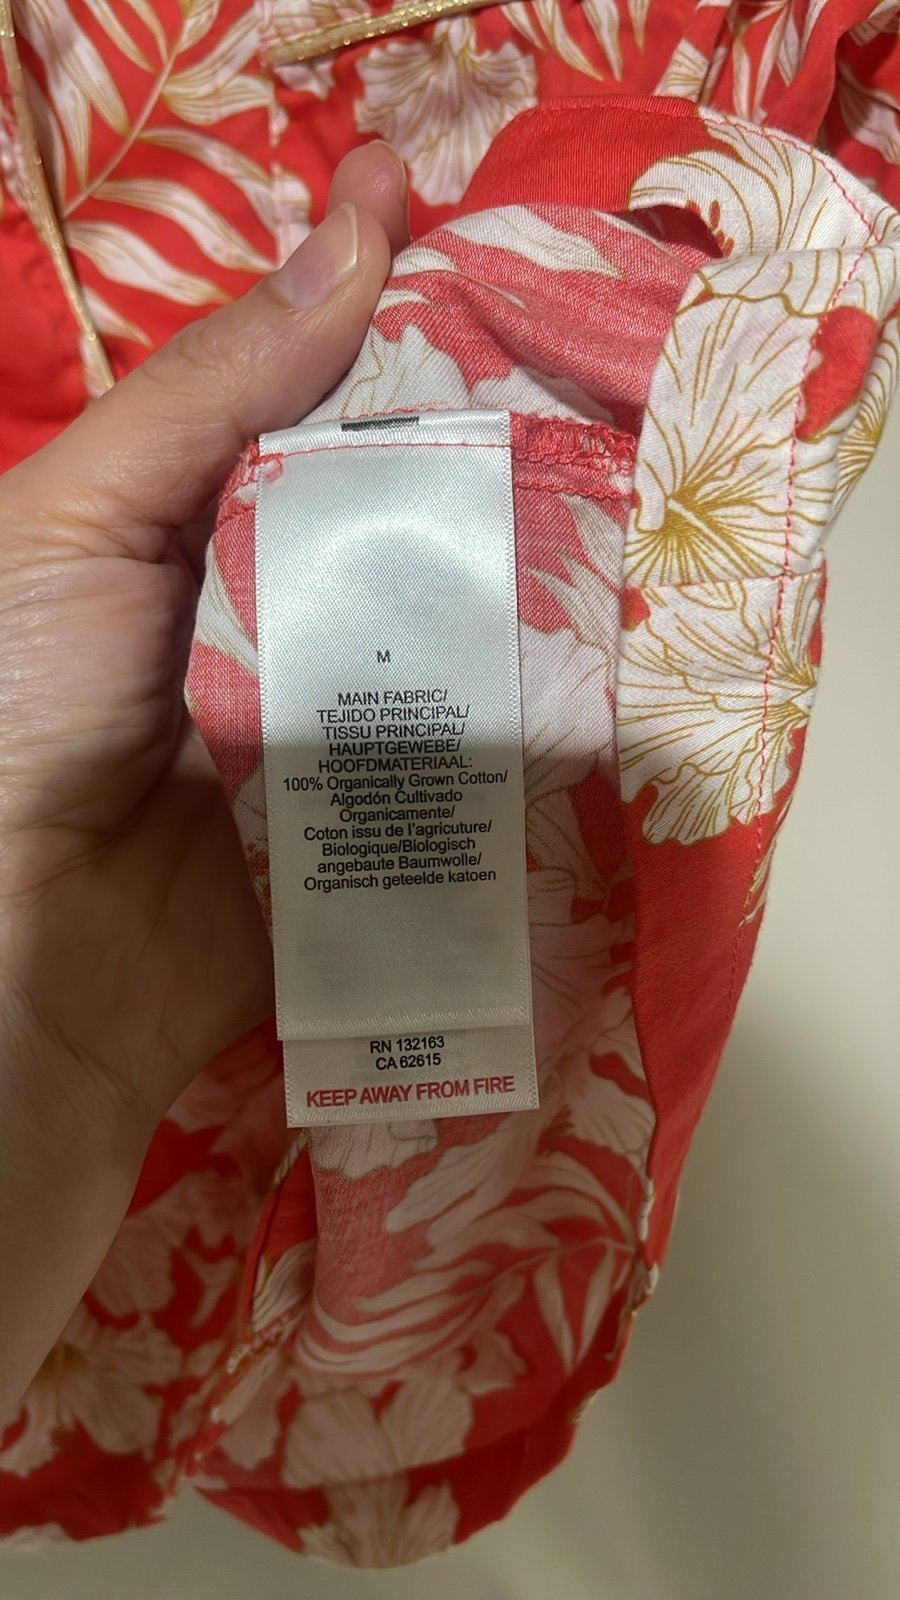 M
MAIN FABRIC/
TEJIDO PRINCIPAL/
TISSU PRINCIPAL/
HAUPTGEWEBE/
HOOFDMATERIAAL:
100% Organically Grown Cotton/
Algodón Cultivado
Organicamente/
Coton issu de l'agricuture/
Biologique/Biologisch
angebaute Baumwolle/
Organisch geteelde katoen
RN 132163
CA 62615
KEEP AWAY FROM FIRE